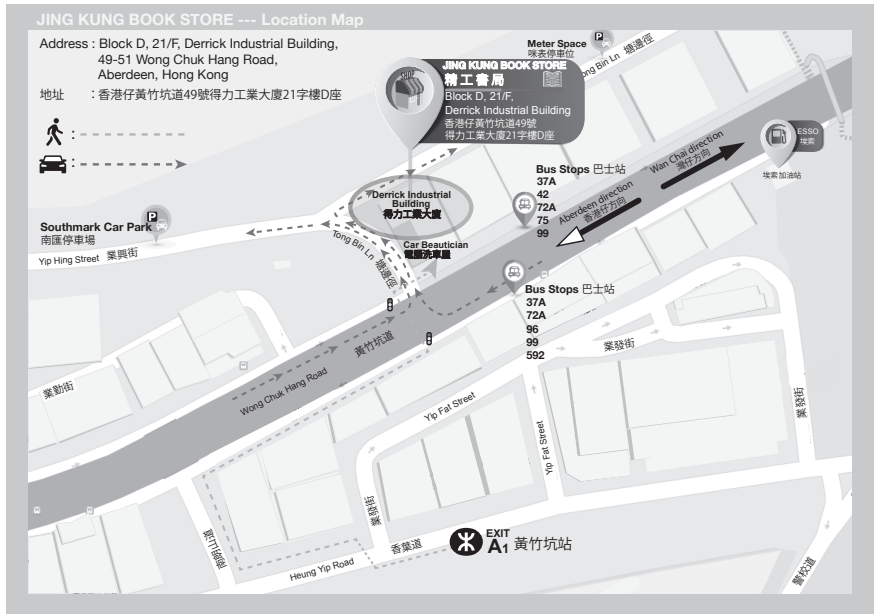 JING KUNG BOOK STORE --- Location Map
Address : Block D, 21/F, Derrick Industrial Building,
49-51 Wong Chuk Hang Road,
Aberdeen, Hong Kong
地址 : 香港仔黃竹坑道49號得力工業大廈21字樓D座
:
:
Meter Space
咪表停車位
P
Tong Bin Ln 塘邊徑
SHOP
JING KUNG BOOK STORE
精工書局
Block D, 21/F,
Derrick Industrial Building
香港仔黃竹坑道49號
得力工業大廈21字樓D座
ESSO
埃索
埃索加油站
Wan Chai direction
灣仔方向
Aberdeen direction
香港仔方向
Bus Stops 巴士站
37A
42
72A
75
99
Derrick Industrial
Building
得力工業大廈
P
Southmark Car Park
南匯停車場
Yip Hing Street 業興街
Tong Bin Ln 塘邊徑
Car Beautician
電腦洗車屋
Bus Stops 巴士站
37A
72A
96
99
592
黃竹坑道
Wong Chuk Hang Road
業勤街
業發街
業發街
Yip Fat Street
Yip Fat Street
業發街
南朗山道
香葉道
Heung Yip Road
EXIT
A1 黃竹坑站
警校道